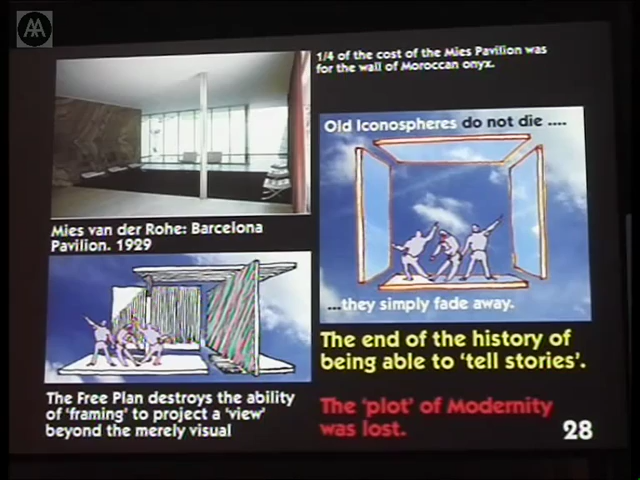 AA
1/4 of the cost of the Mies Pavilion was
for the wall of Moroccan onyx.
Mies van der Rohe: Barcelona
Pavilion. 1929
Old Iconospheres do not die ....
...they simply fade away.
The Free Plan destroys the ability
of 'framing' to project a 'view'
beyond the merely visual
The end of the history of
being able to 'tell stories'.
The 'plot' of Modernity
was lost.
28